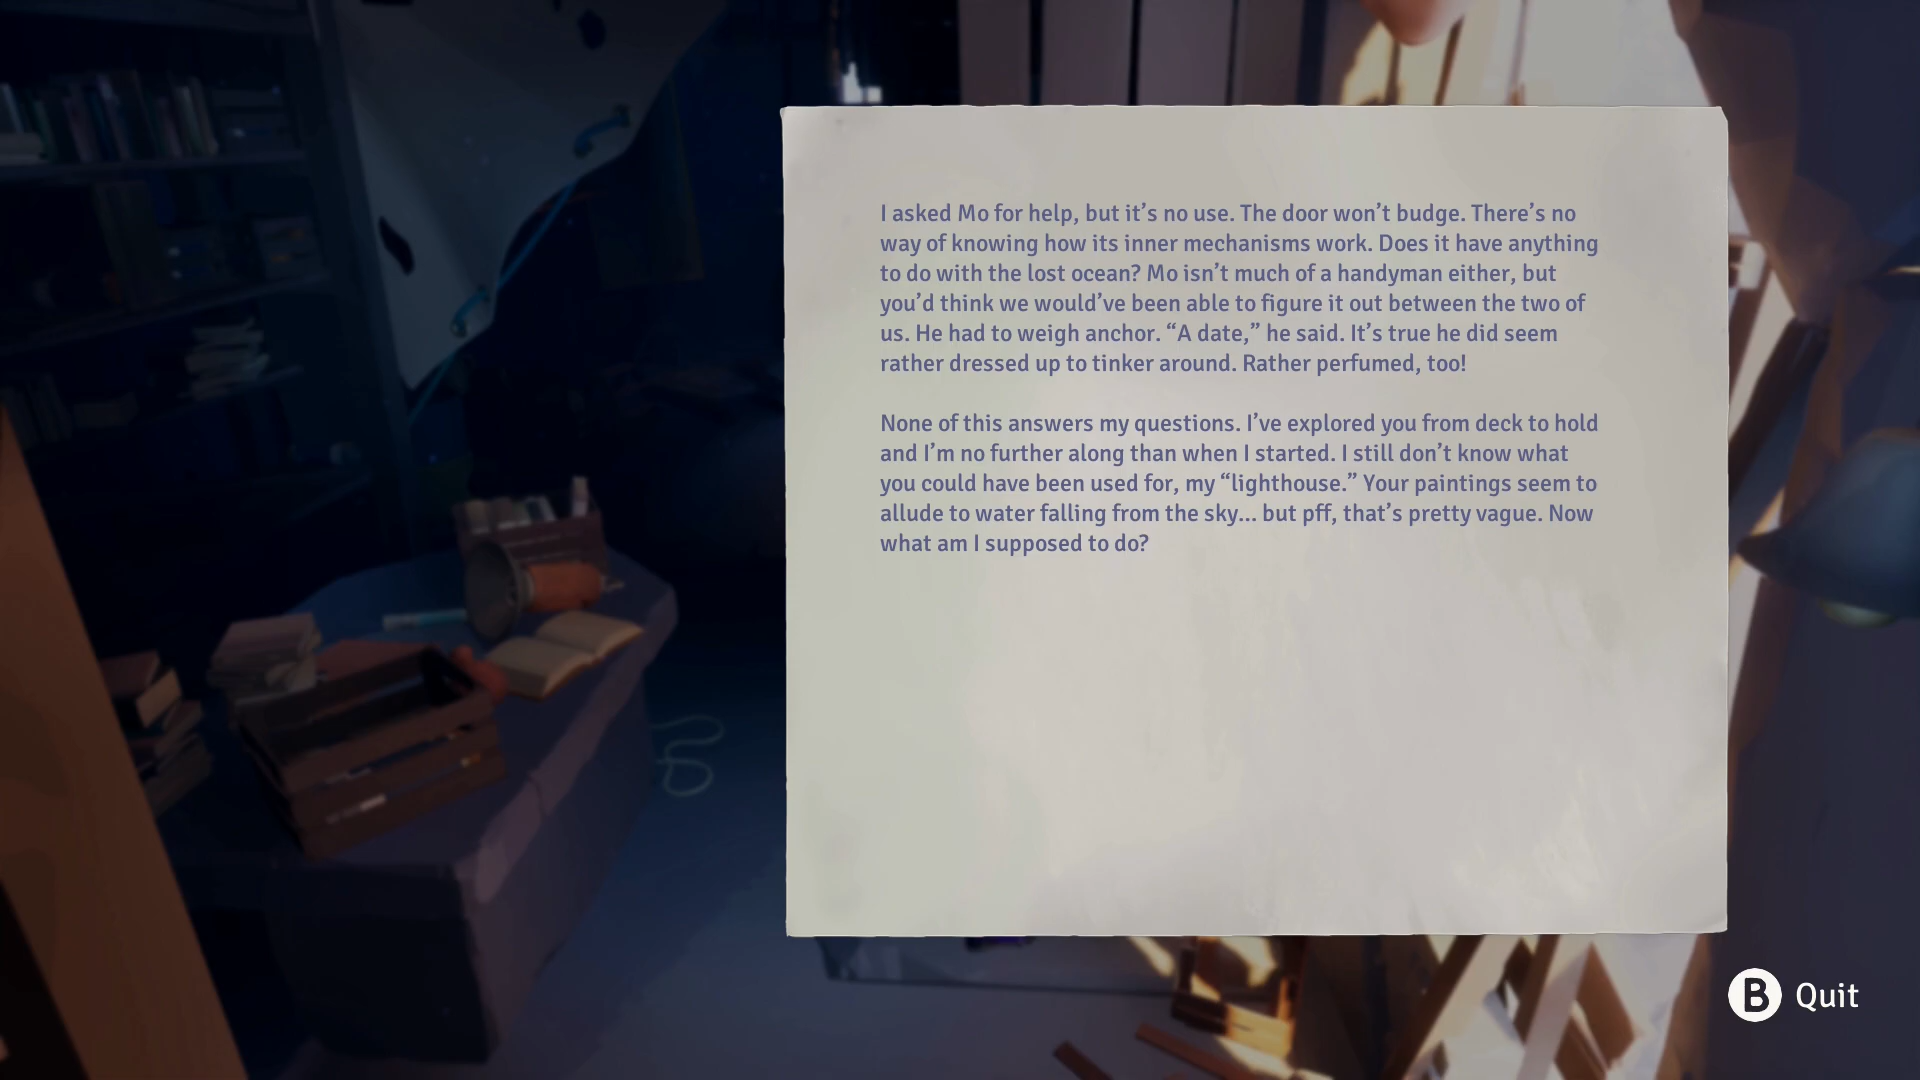 I asked Mo for help, but it’s no use. The door won’t budge. There’s no
way of knowing how its inner mechanisms work. Does it have anything
to do with the lost ocean? Mo isn’t much of a handyman either, but
you’d think we would’ve been able to figure it out between the two of
us. He had to weigh anchor. “A date,” he said. It’s true he did seem
rather dressed up to tinker around. Rather perfumed, too!
None of this answers my questions. I’ve explored you from deck to hold
and I’m no further along than when I started. I still don’t know what
you could have been used for, my “lighthouse.” Your paintings seem to
allude to water falling from the sky... but pff, that’s pretty vague. Now
what am I supposed to do?
B Quit